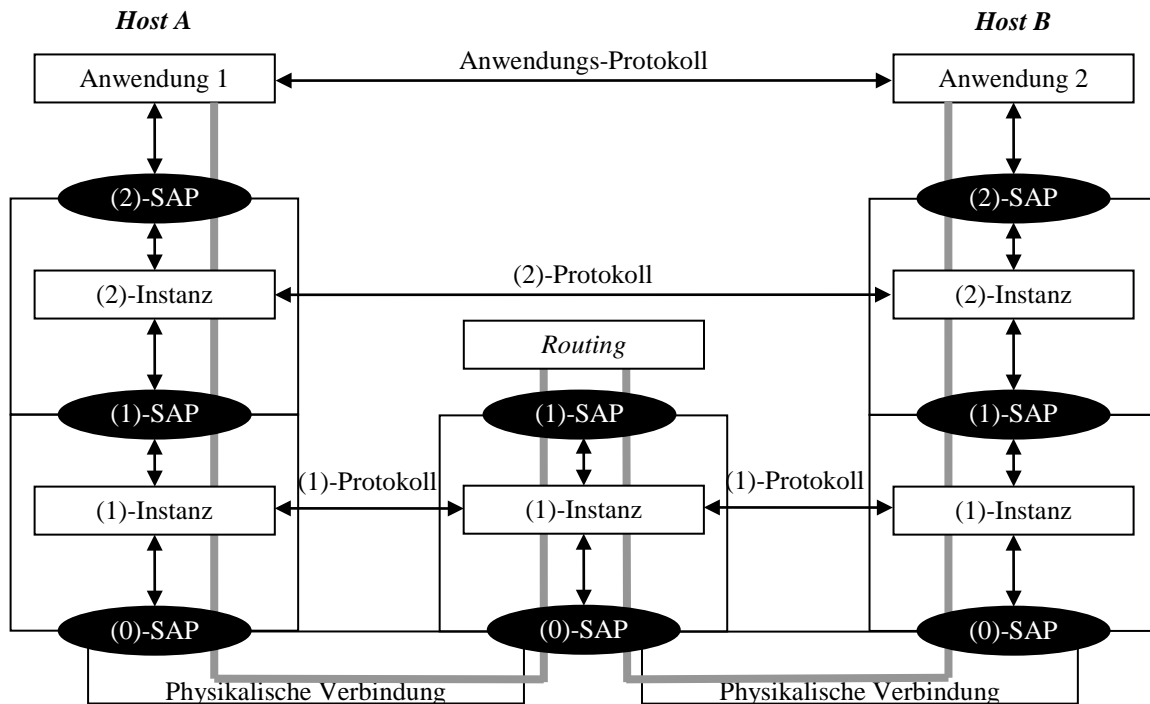 Host A
Host B
Anwendung 1
Anwendungs-Protokoll
Anwendung 2
(2)-SAP
(2)-SAP
(2)-Instanz
(2)-Protokoll
(2)-Instanz
Routing
(1)-SAP
(1)-SAP
(1)-SAP
(1)-Protokoll
(1)-Protokoll
(1)-Instanz
(1)-Instanz
(1)-Instanz
(0)-SAP
(0)-SAP
(0)-SAP
Physikalische Verbindung
Physikalische Verbindung